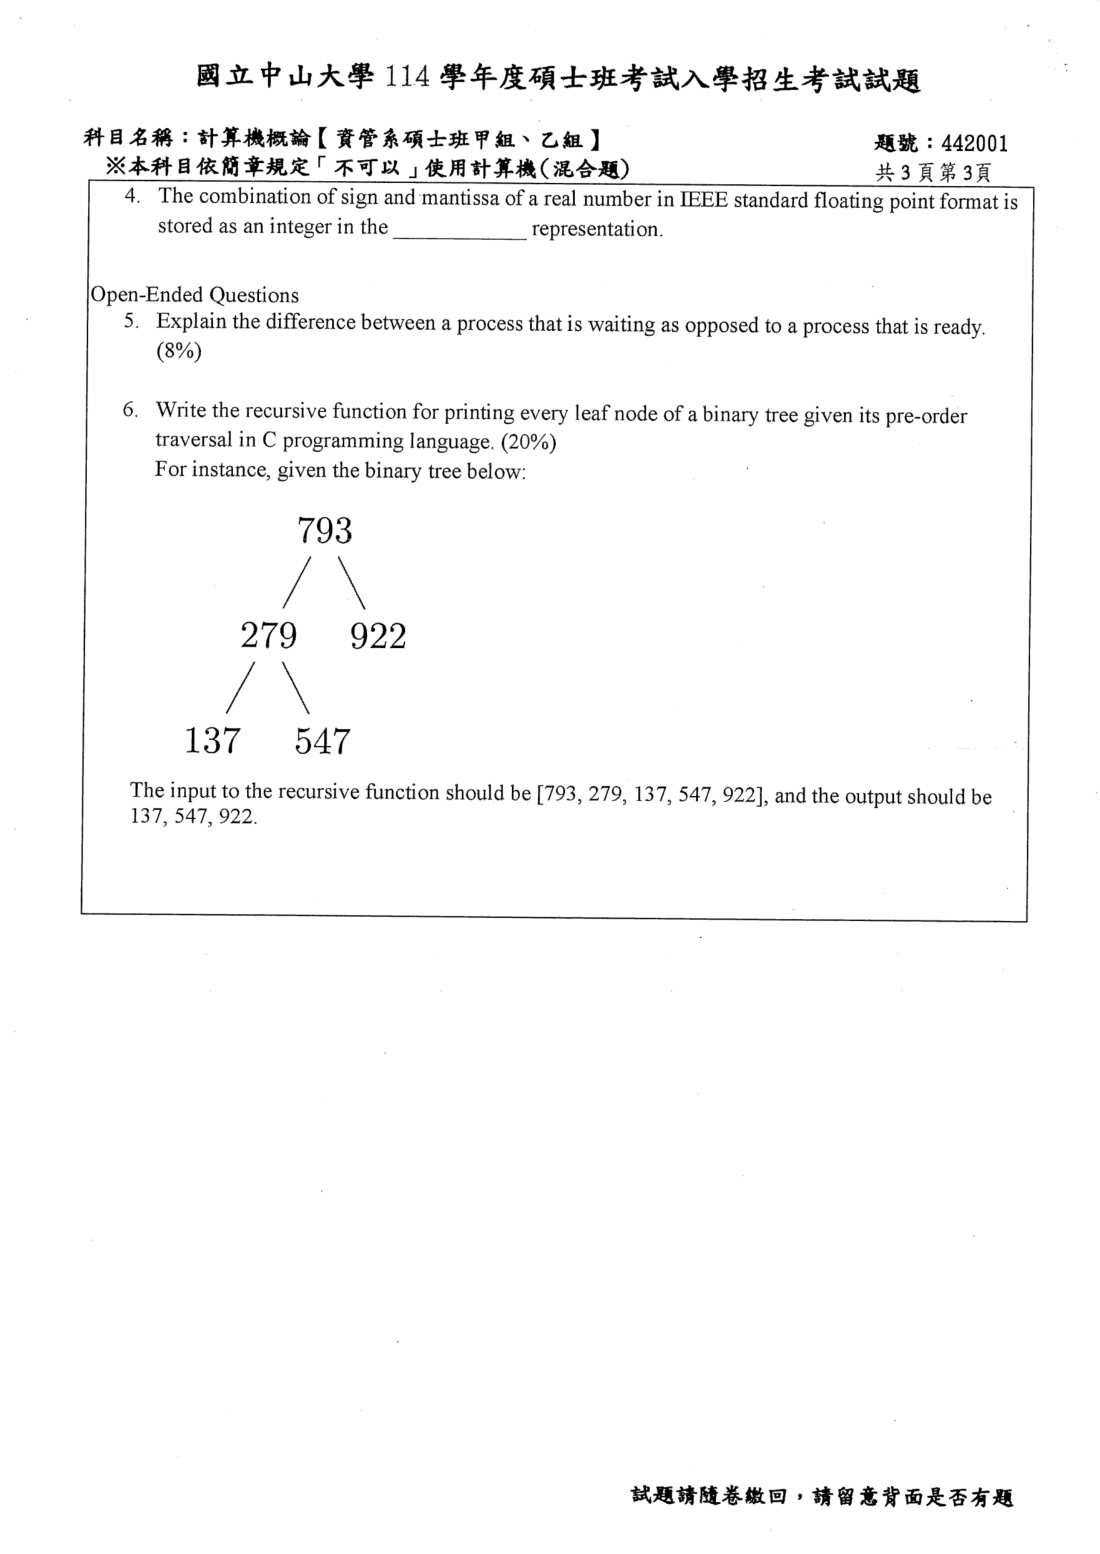 國立中山大學 114 學年度碩士班考試入學招生考試試題
科目名稱：計算機概論【資管系碩士班甲組、乙組】
題號：442001
※本科目依簡章規定「不可以」使用計算機(混合題)
共 3 頁第 3頁
4. The combination of sign and mantissa of a real number in IEEE standard floating point format is
stored as an integer in the ____________ representation.
Open-Ended Questions
5. Explain the difference between a process that is waiting as opposed to a process that is ready.
(8%)
6. Write the recursive function for printing every leaf node of a binary tree given its pre-order
traversal in C programming language. (20%)
For instance, given the binary tree below:
793
279 922
137 547
The input to the recursive function should be [793, 279, 137, 547, 922], and the output should be
137, 547, 922.
試題請隨卷繳回，請留意背面是否有題